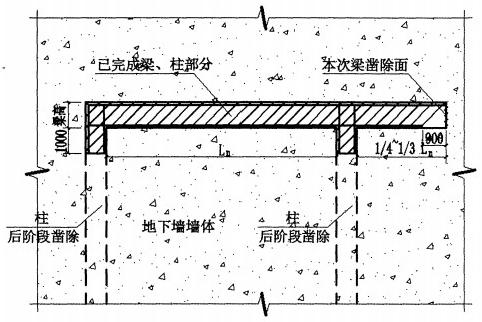 已完成梁、柱部分
本次梁凿除面
梁高
1000
900
Ln
1/4~1/3 Ln
柱
后阶段凿除
地下墙墙体
柱
后阶段凿除